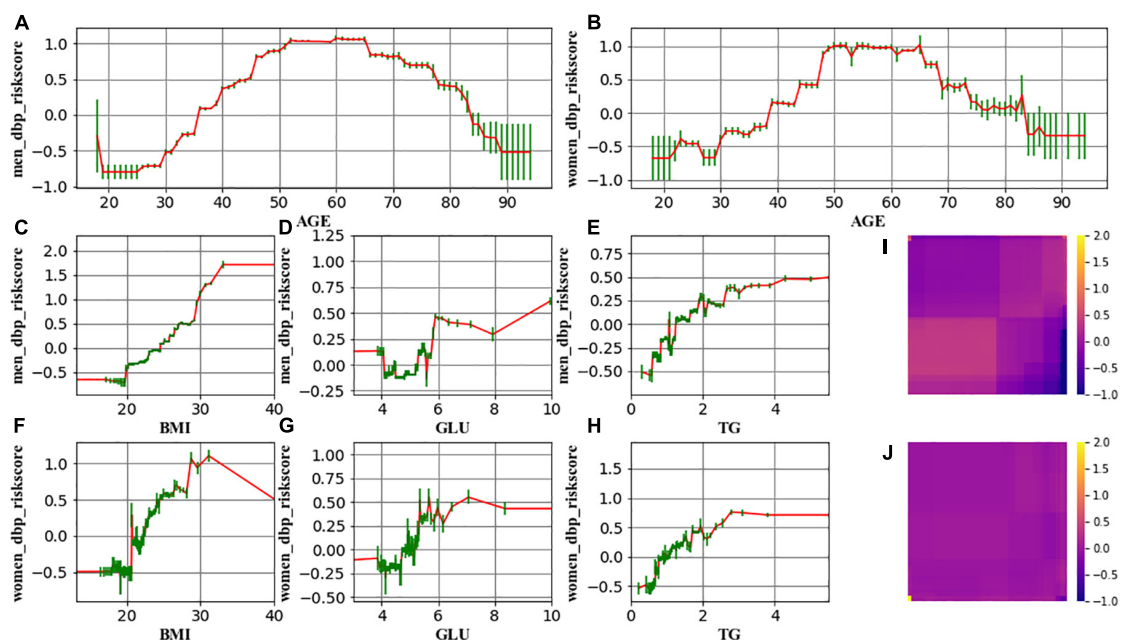 A
men_dbp_riskscore
1.0
0.5
0.0
−0.5
−1.0
20 30 40 50 60 70 80 90
AGE
B
women_dbp_riskscore
1.0
0.5
0.0
−0.5
−1.0
20 30 40 50 60 70 80 90
AGE
C
men_dbp_riskscore
2.0
1.5
1.0
0.5
0.0
−0.5
20 30 40
BMI
D
men_dbp_riskscore
1.25
1.00
0.75
0.50
0.25
0.00
−0.25
4 6 8 10
GLU
E
men_dbp_riskscore
0.75
0.50
0.25
0.00
−0.25
−0.50
0 2 4
TG
I
2.0
1.5
1.0
0.5
0.0
−0.5
−1.0
F
women_dbp_riskscore
1.0
0.5
0.0
−0.5
20 30 40
BMI
G
women_dbp_riskscore
1.00
0.75
0.50
0.25
0.00
−0.25
−0.50
4 6 8 10
GLU
H
women_dbp_riskscore
1.5
1.0
0.5
0.0
−0.5
0 2 4
TG
J
2.0
1.5
1.0
0.5
0.0
−0.5
−1.0